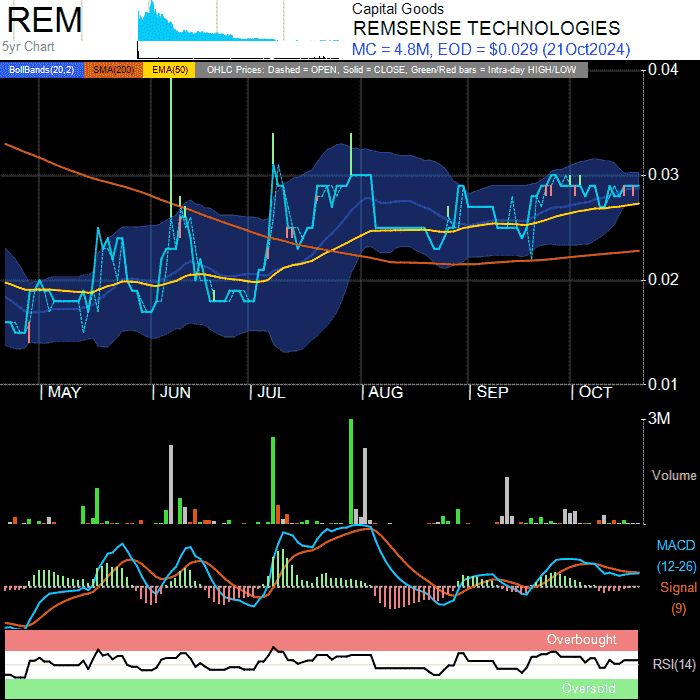 REM
5yr Chart
Capital Goods
REMSENSE TECHNOLOGIES
MC = 4.8M, EOD = $0.029 (21Oct2024)
BollBands(20,2) SMA(200) EMA(50) OHLC Prices: Dashed = OPEN, Solid = CLOSE, Green/Red bars = Intra-day HIGH/LOW
0.04
0.03
0.02
0.01
MAY JUN JUL AUG SEP OCT
3M
Volume
MACD
(12-26)
Signal
(9)
Overbought
RSI(14)
Oversold